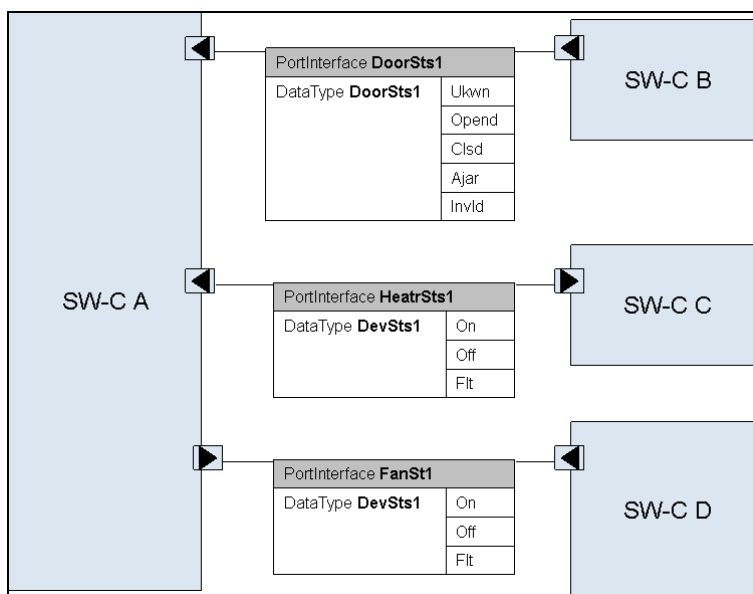 PortInterface DoorSts1
DataType DoorSts1
Ukwn
Opend
Clsd
Ajar
Invld
SW-C B
SW-C A
PortInterface HeatrSts1
DataType DevSts1
On
Off
Flt
SW-C C
PortInterface FanSt1
DataType DevSts1
On
Off
Flt
SW-C D